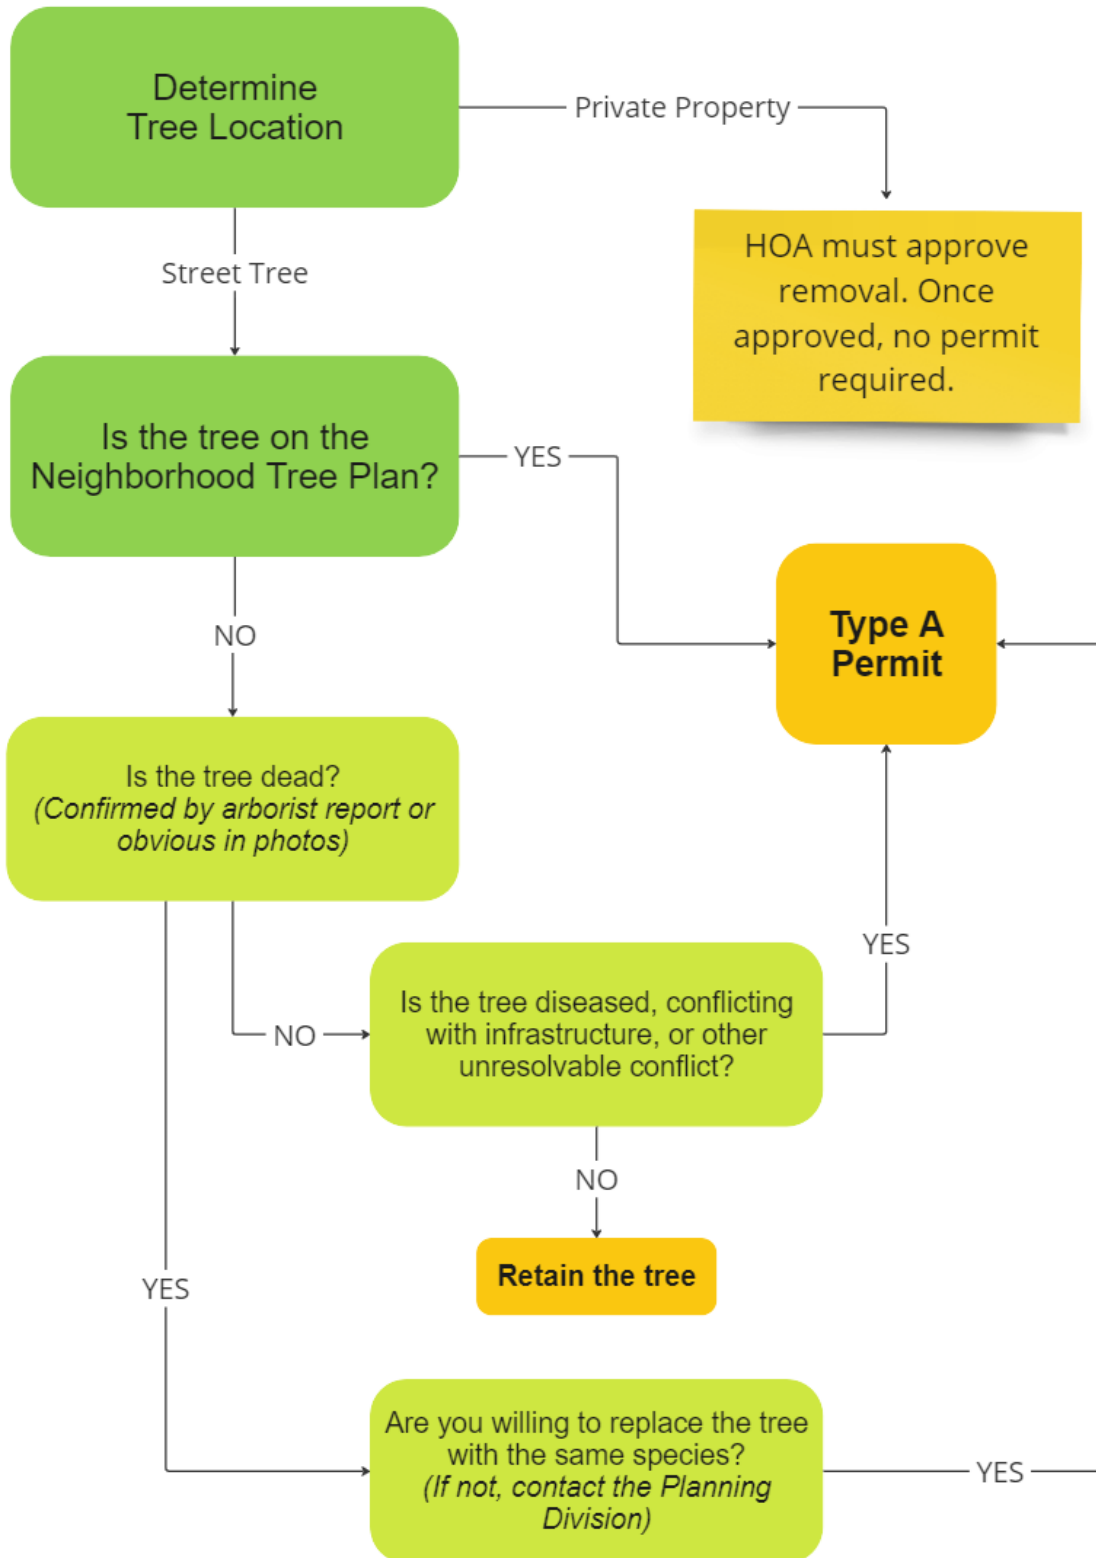 Determine
Tree Location
Private Property
HOA must approve
removal. Once
approved, no permit
required.
Street Tree
Is the tree on the
Neighborhood Tree Plan?
YES
Type A
Permit
NO
Is the tree dead?
(Confirmed by arborist report or
obvious in photos)
YES
NO
Is the tree diseased, conflicting
with infrastructure, or other
unresolvable conflict?
NO
Retain the tree
YES
Are you willing to replace the tree
with the same species?
(If not, contact the Planning
Division)
YES